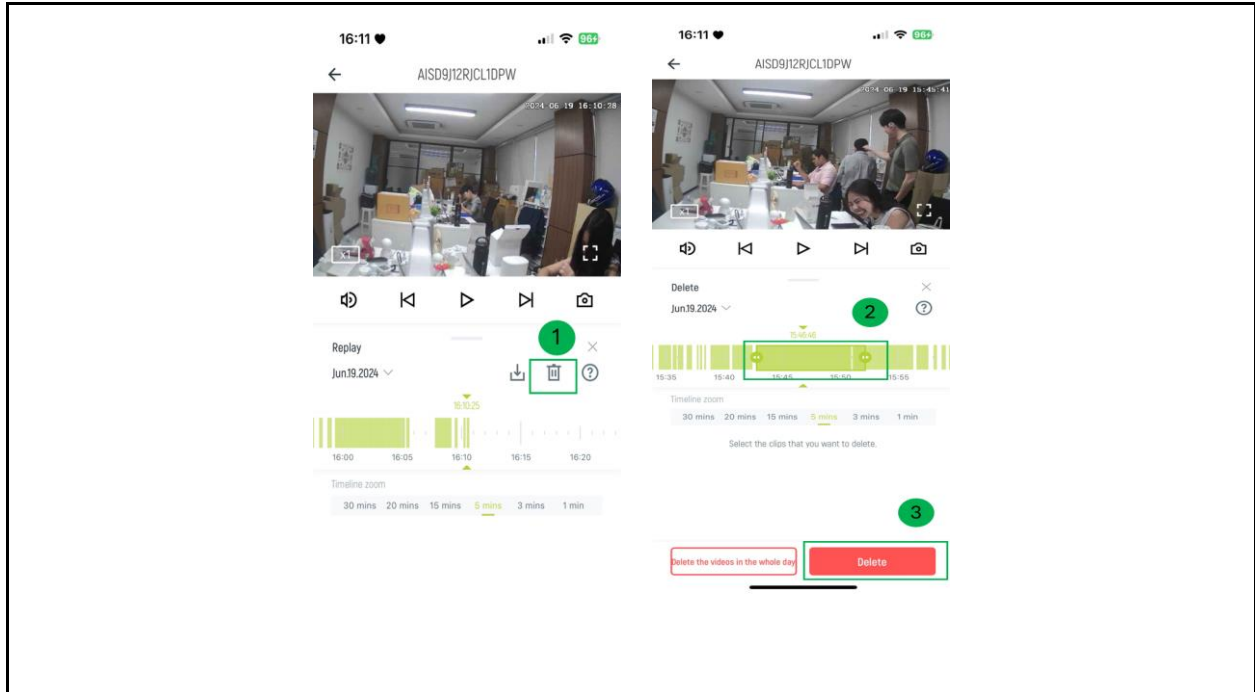 16:11
96
AISD9J12RJCL1DPW
2024 06 19 16:10:28
x1
1
Replay
Jun.19.2024
16:10:25
16:00 16:05 16:10 16:15 16:20
Timeline zoom
30 mins 20 mins 15 mins 5 mins 3 mins 1 min
16:11
96
AISD9J12RJCL1DPW
2024 06 19 15:45:41
x1
Delete
Jun.19.2024
2
15:35 15:40 15:45 15:50 15:55
Timeline zoom
30 mins 20 mins 15 mins 5 mins 3 mins 1 min
Select the clips that you want to delete.
3
Delete the videos in the whole day
Delete